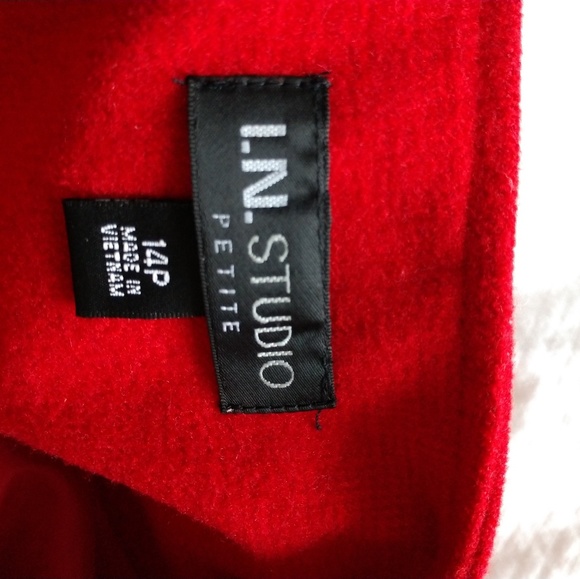 I.N. STUDIO
PETITE
14P
MADE IN
VIETNAM